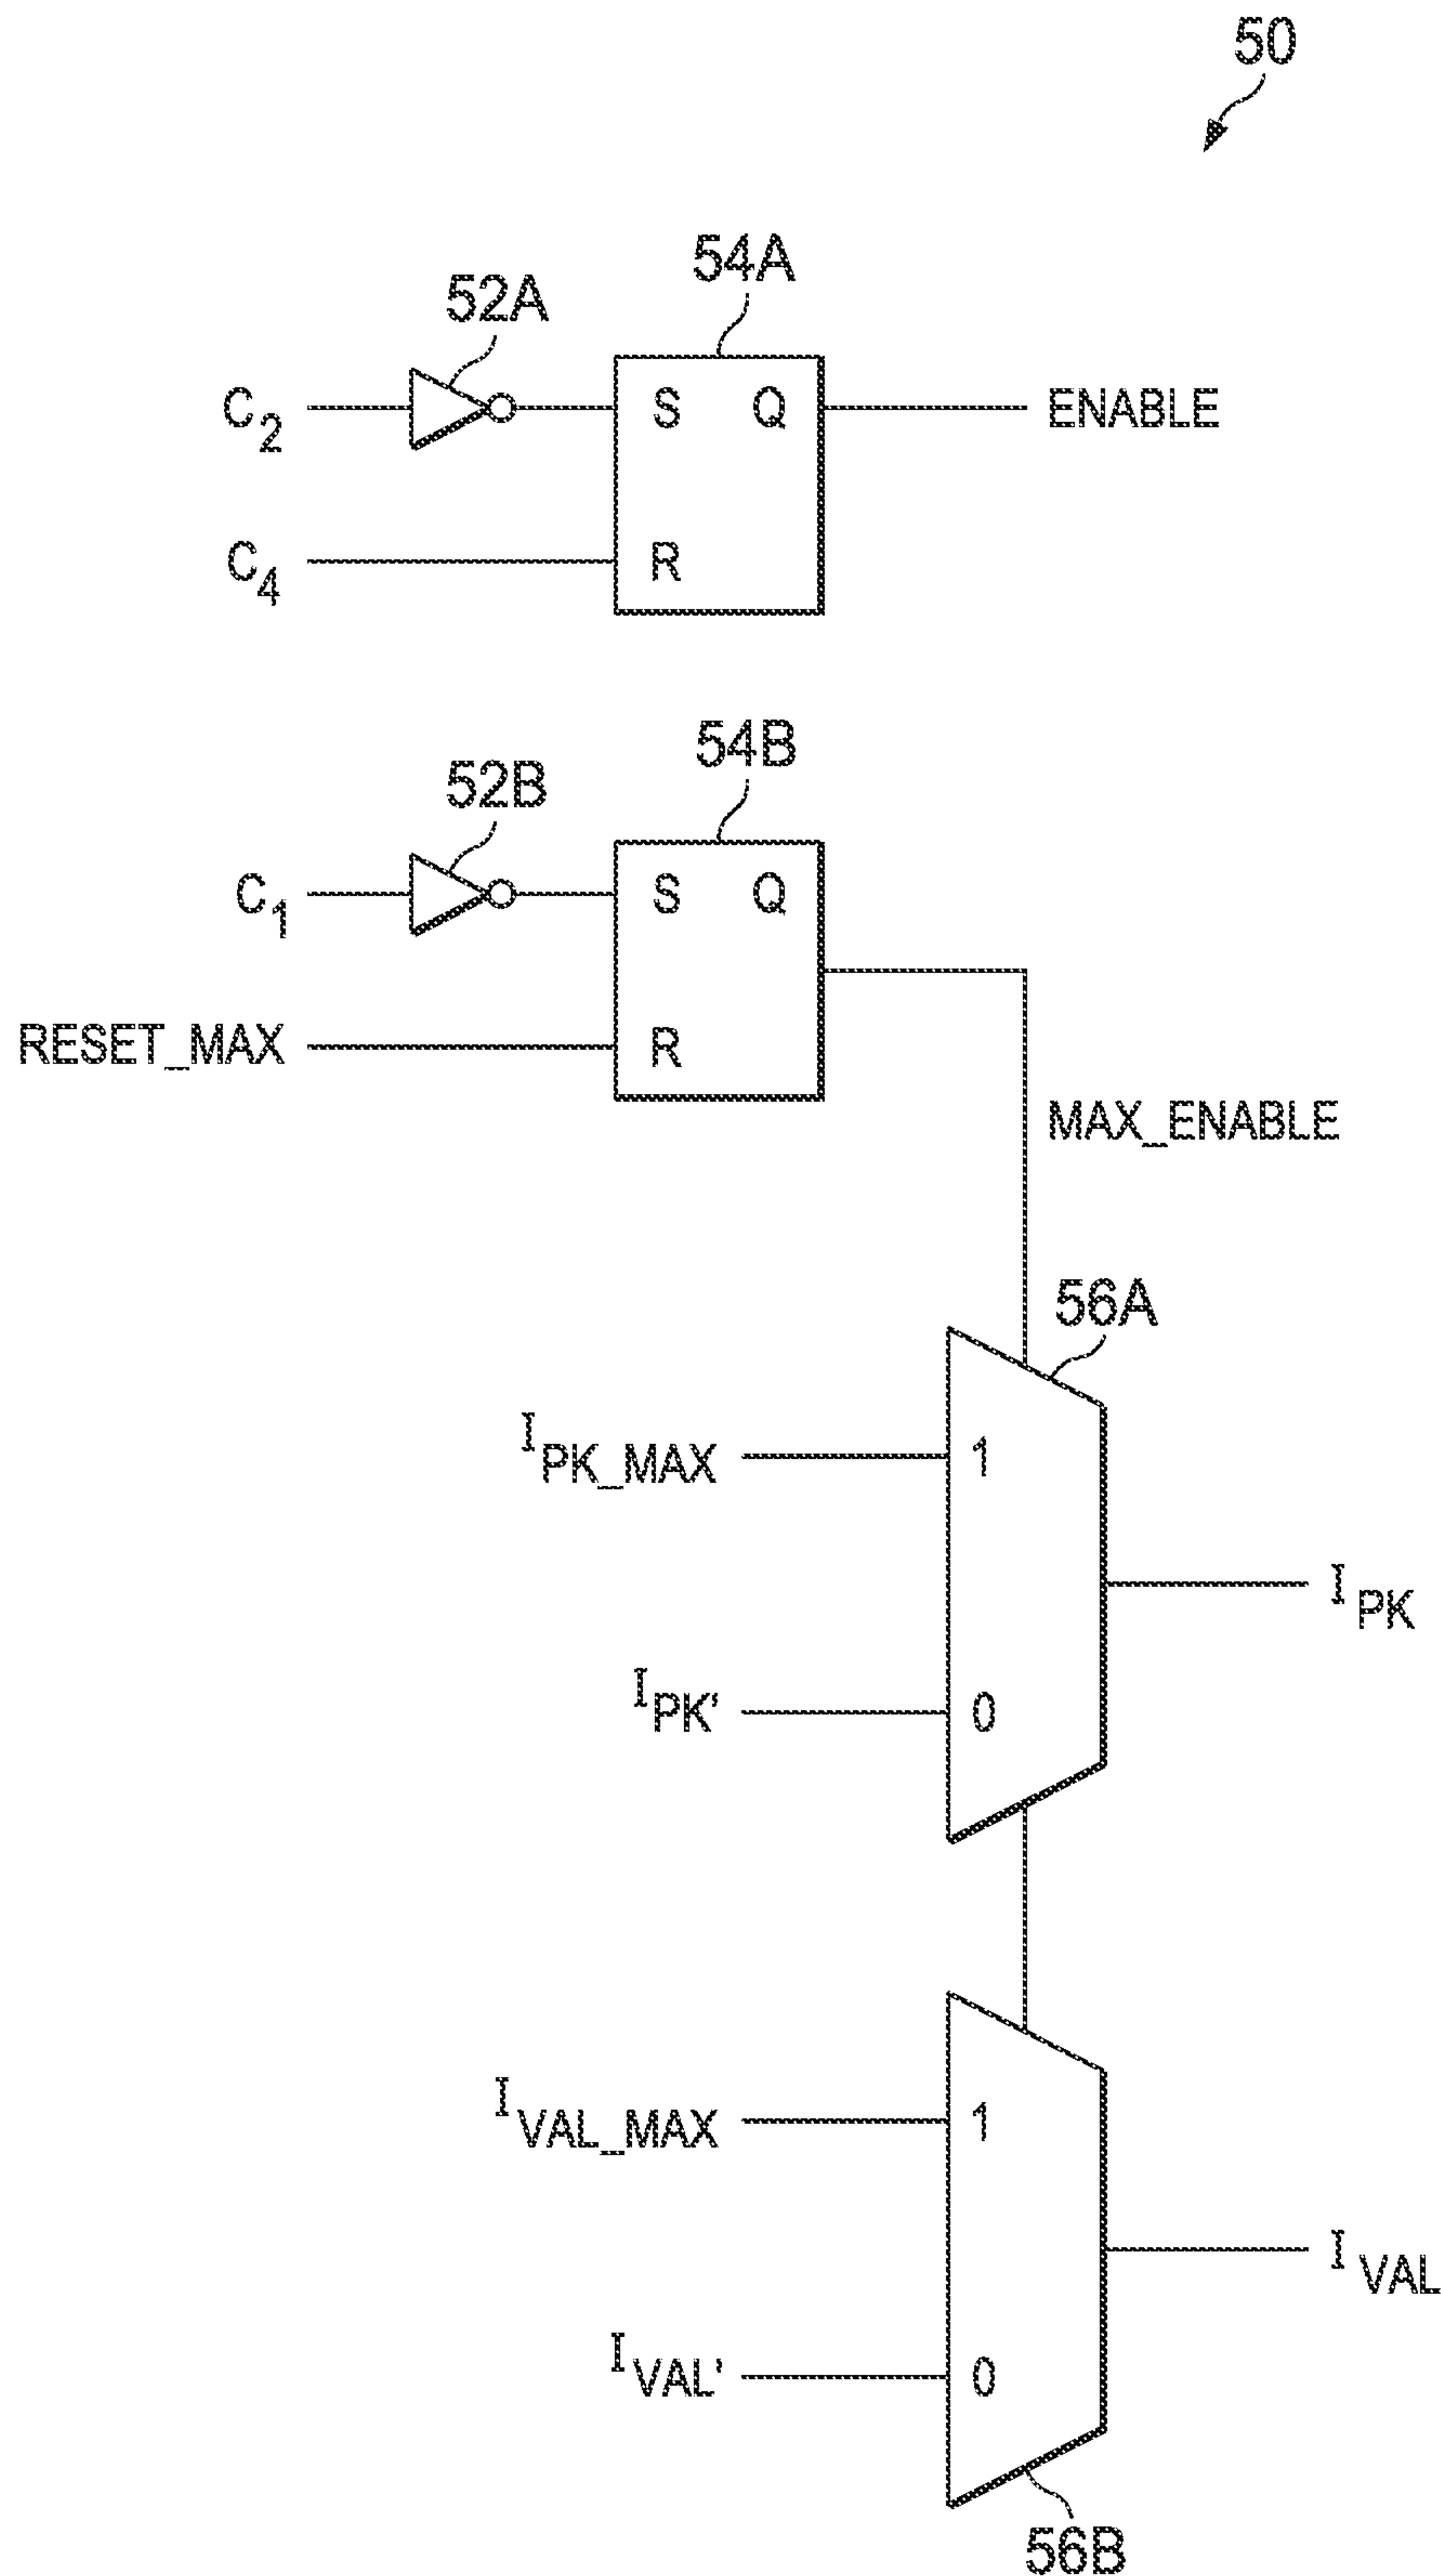 50
54A
52A
C2 S Q ENABLE
C4 R
54B
52B
C1 S Q
RESET_MAX R
MAX_ENABLE
56A
IPK_MAX 1
IPK
IPK' 0
IVAL_MAX 1
IVAL
IVAL' 0
56B